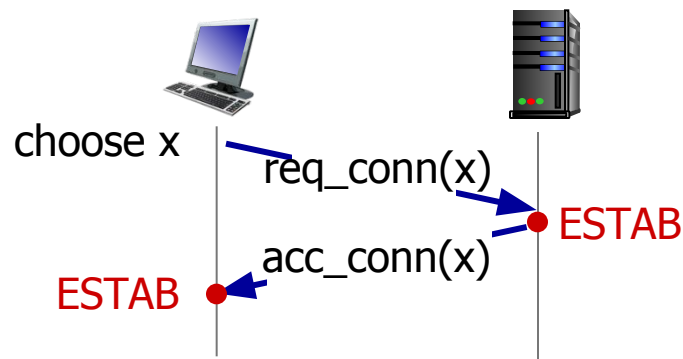 choose x
req_conn(x)
ESTAB
acc_conn(x)
ESTAB